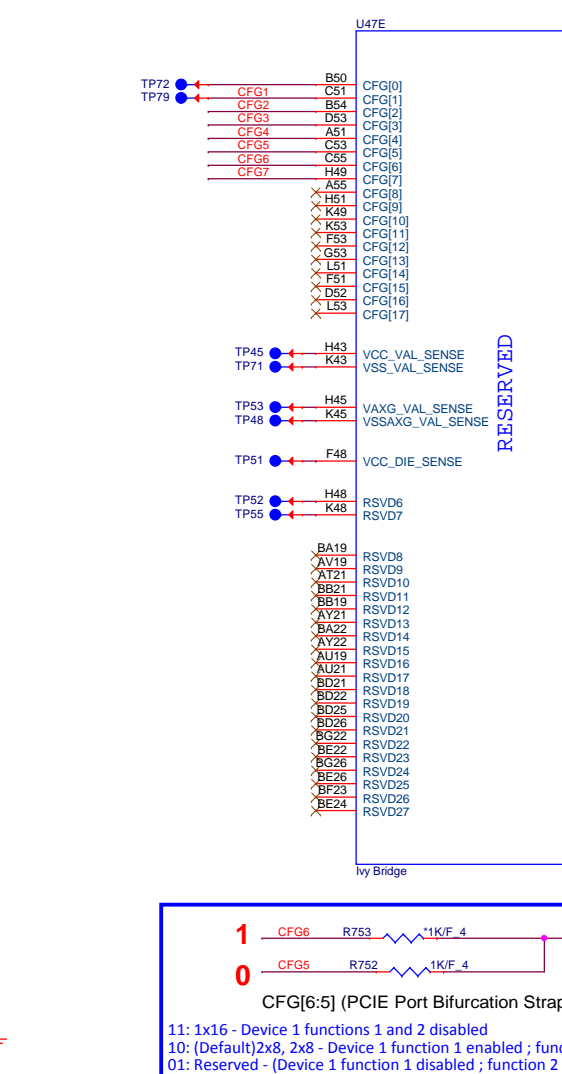 U47E
TP72 B50 CFG[0]
TP79 CFG1 C51 CFG[1]
CFG2 B54 CFG[2]
CFG3 D53 CFG[3]
CFG4 A51 CFG[4]
CFG5 C53 CFG[5]
CFG6 C55 CFG[6]
CFG7 H49 CFG[7]
A55 CFG[8]
H51 CFG[9]
K49 CFG[10]
K53 CFG[11]
F53 CFG[12]
G53 CFG[13]
L51 CFG[14]
F51 CFG[15]
D52 CFG[16]
L53 CFG[17]
TP45 H43 VCC_VAL_SENSE
TP71 K43 VSS_VAL_SENSE
RESERVED
TP53 H45 VAXG_VAL_SENSE
TP48 K45 VSSAXG_VAL_SENSE
TP51 F48 VCC_DIE_SENSE
TP52 H48 RSVD6
TP55 K48 RSVD7
BA19 RSVD8
AV19 RSVD9
AT21 RSVD10
BB21 RSVD11
BB19 RSVD12
AY21 RSVD13
BA22 RSVD14
AY22 RSVD15
AU19 RSVD16
AU21 RSVD17
BD21 RSVD18
BD22 RSVD19
BD25 RSVD20
BD26 RSVD21
BG22 RSVD22
BE22 RSVD23
BG26 RSVD24
BE26 RSVD25
BF23 RSVD26
BE24 RSVD27
Ivy Bridge
1 CFG6 R753 *1K/F_4
0 CFG5 R752 1K/F_4
CFG[6:5] (PCIE Port Bifurcation Strap
11: 1x16 - Device 1 functions 1 and 2 disabled
10: (Default)2x8, 2x8 - Device 1 function 1 enabled ; func
01: Reserved - (Device 1 function 1 disabled ; function 2